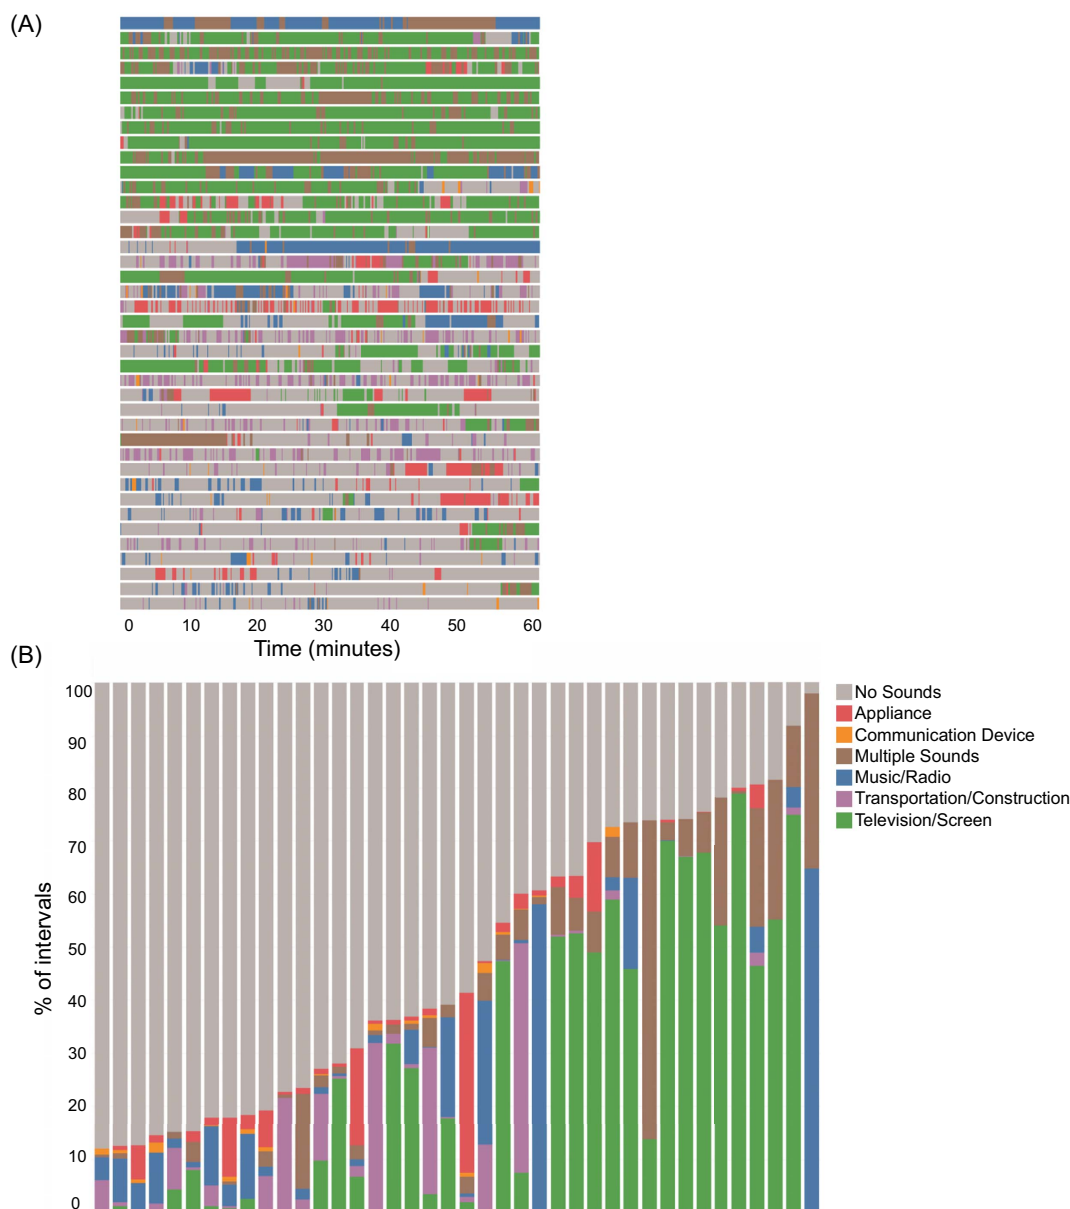 (A)
0 10 20 30 40 50 60
Time (minutes)
(B)
100
90
80
70
60
50
40
30
20
10
0
% of intervals
No Sounds
Appliance
Communication Device
Multiple Sounds
Music/Radio
Transportation/Construction
Television/Screen